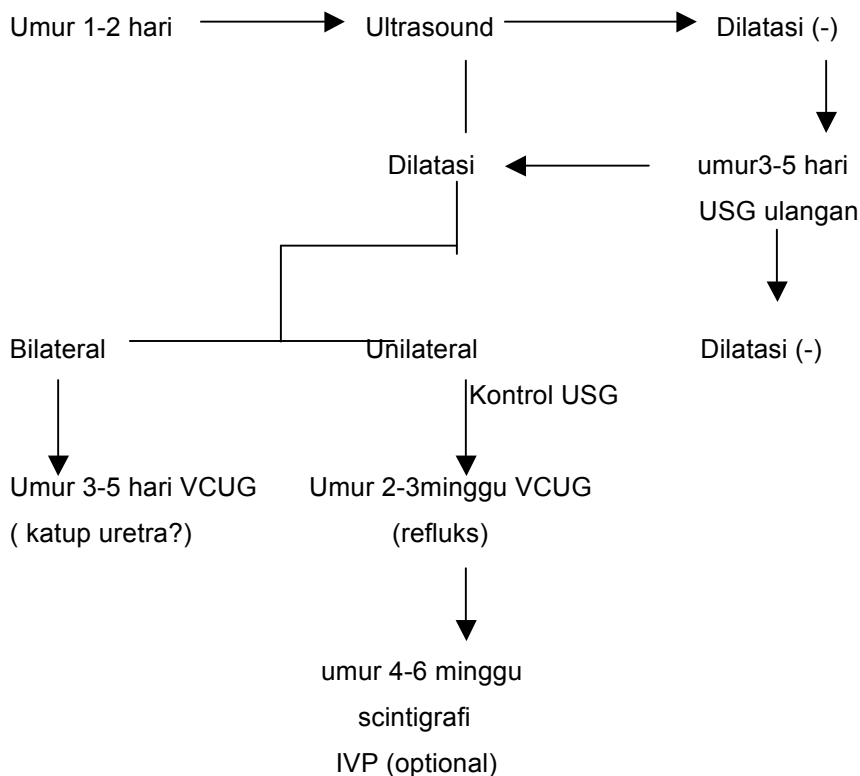 Umur 1-2 hari
Ultrasound
Dilatasi (-)
Dilatasi
umur3-5 hari
USG ulangan
Bilateral
Unilateral
Dilatasi (-)
Kontrol USG
Umur 3-5 hari VCUG
( katup uretra?)
Umur 2-3minggu VCUG
(refluks)
umur 4-6 minggu
scintigrafi
IVP (optional)